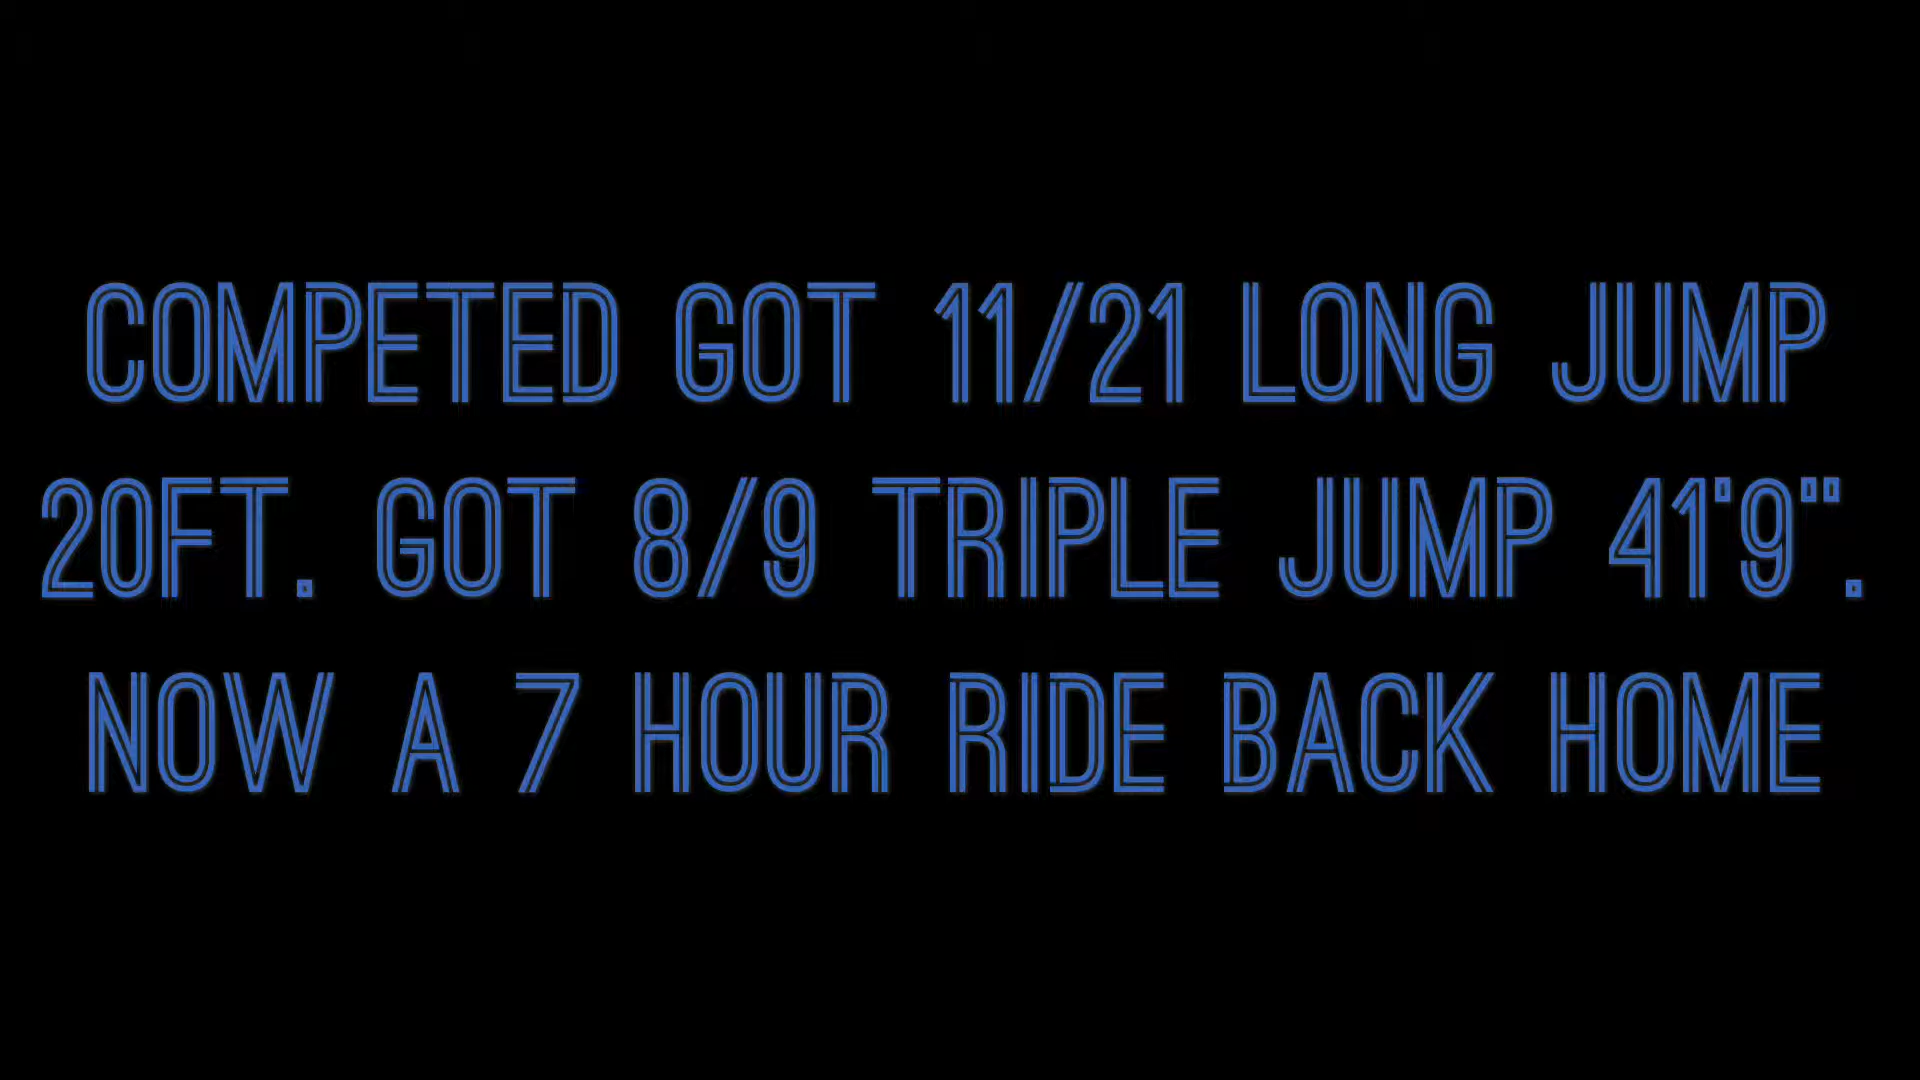 COMPETED GOT 11/21 LONG JUMP
20FT. GOT 8/9 TRIPLE JUMP 41'9".
NOW A 7 HOUR RIDE BACK HOME